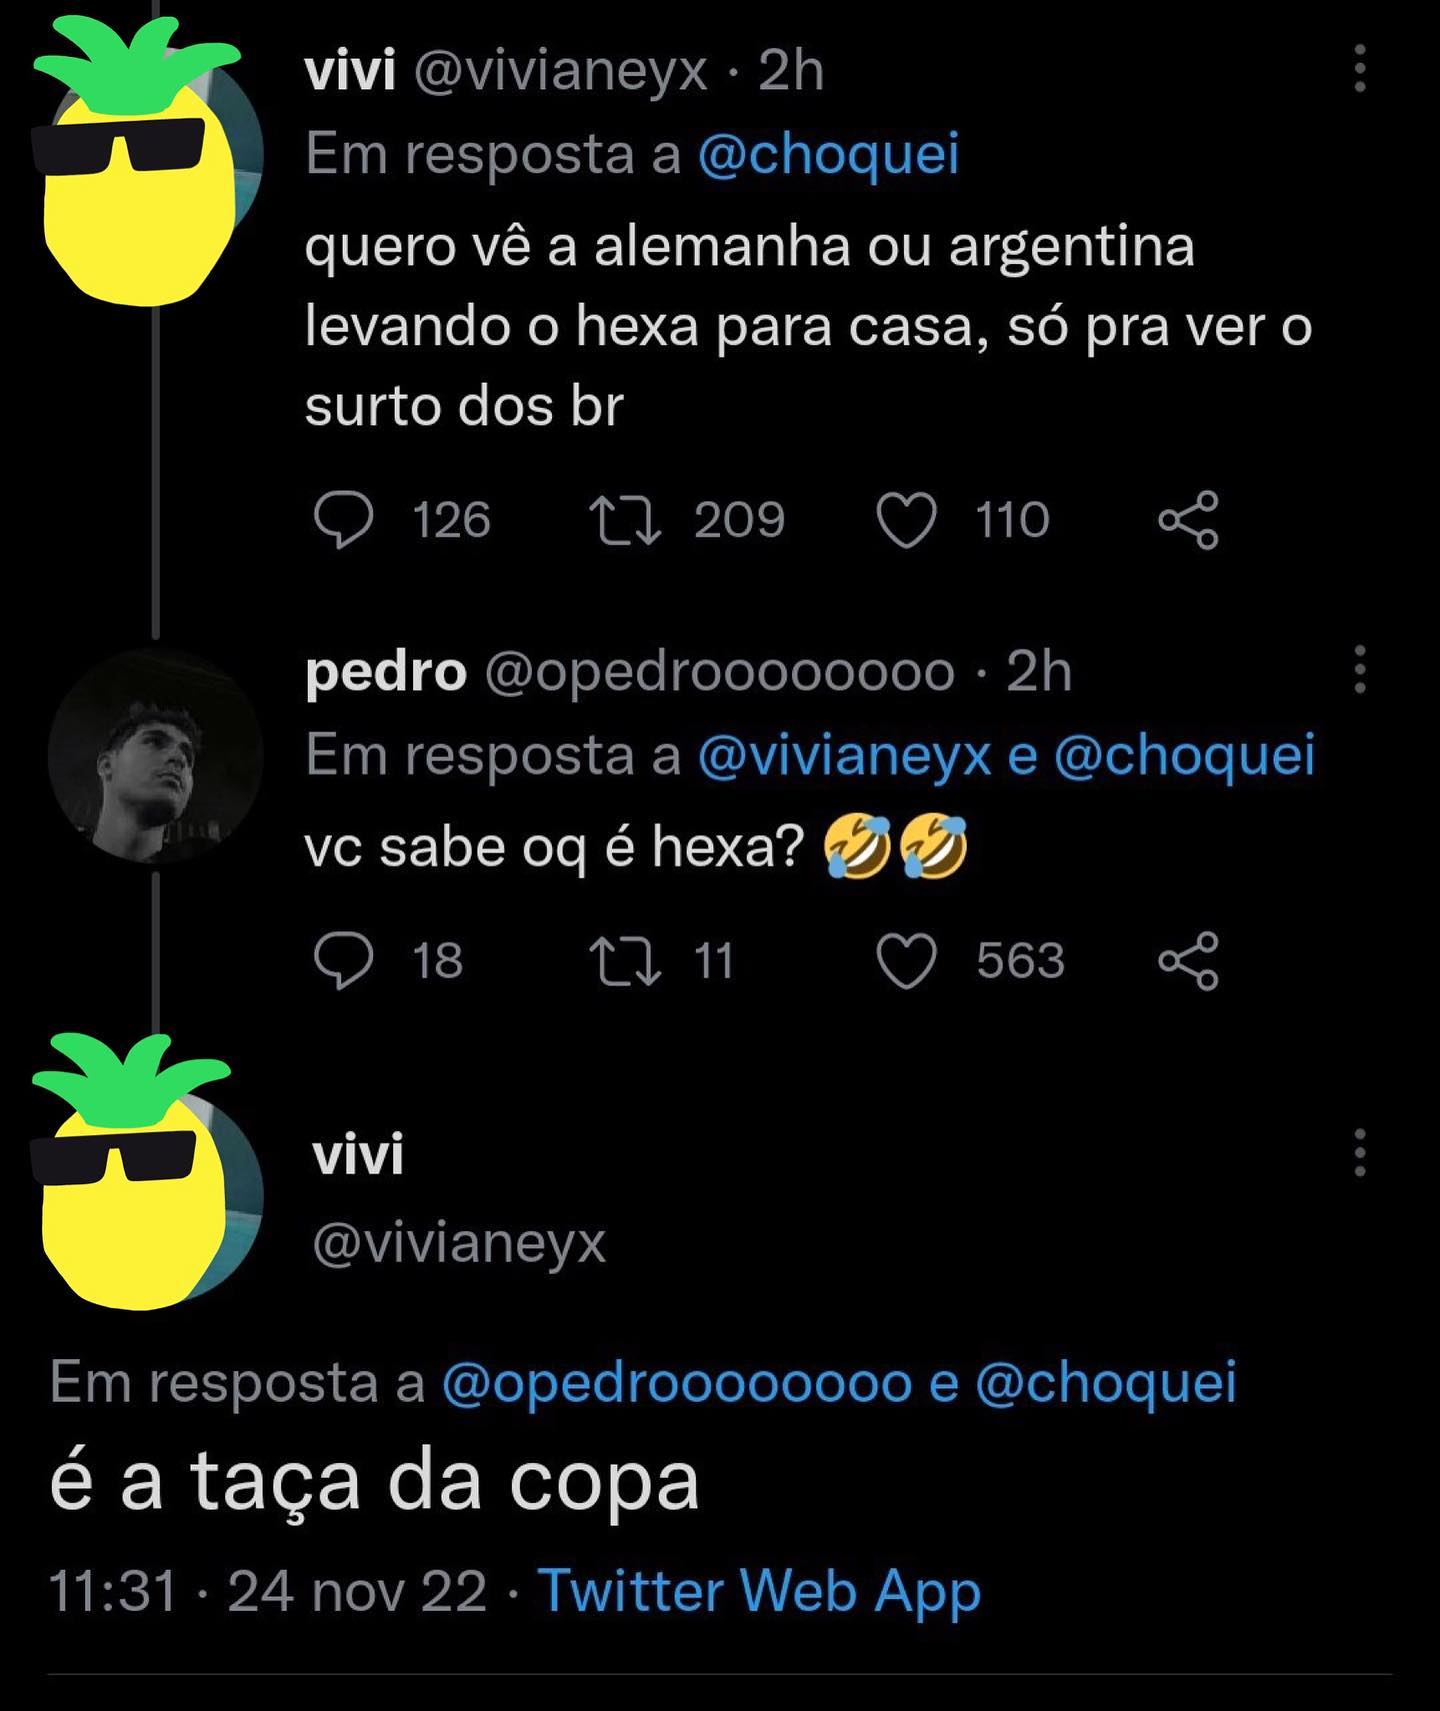 vivi @vivianeyx · 2h
Em resposta a @choquei
quero vê a alemanha ou argentina
levando o hexa para casa, só pra ver o
surto dos br
126 209 110
pedro @opedroooooooo · 2h
Em resposta a @vivianeyx e @choquei
vc sabe oq é hexa? 🤣🤣
18 11 563
vivi
@vivianeyx
Em resposta a @opedroooooooo e @choquei
é a taça da copa
11:31 · 24 nov 22 · Twitter Web App